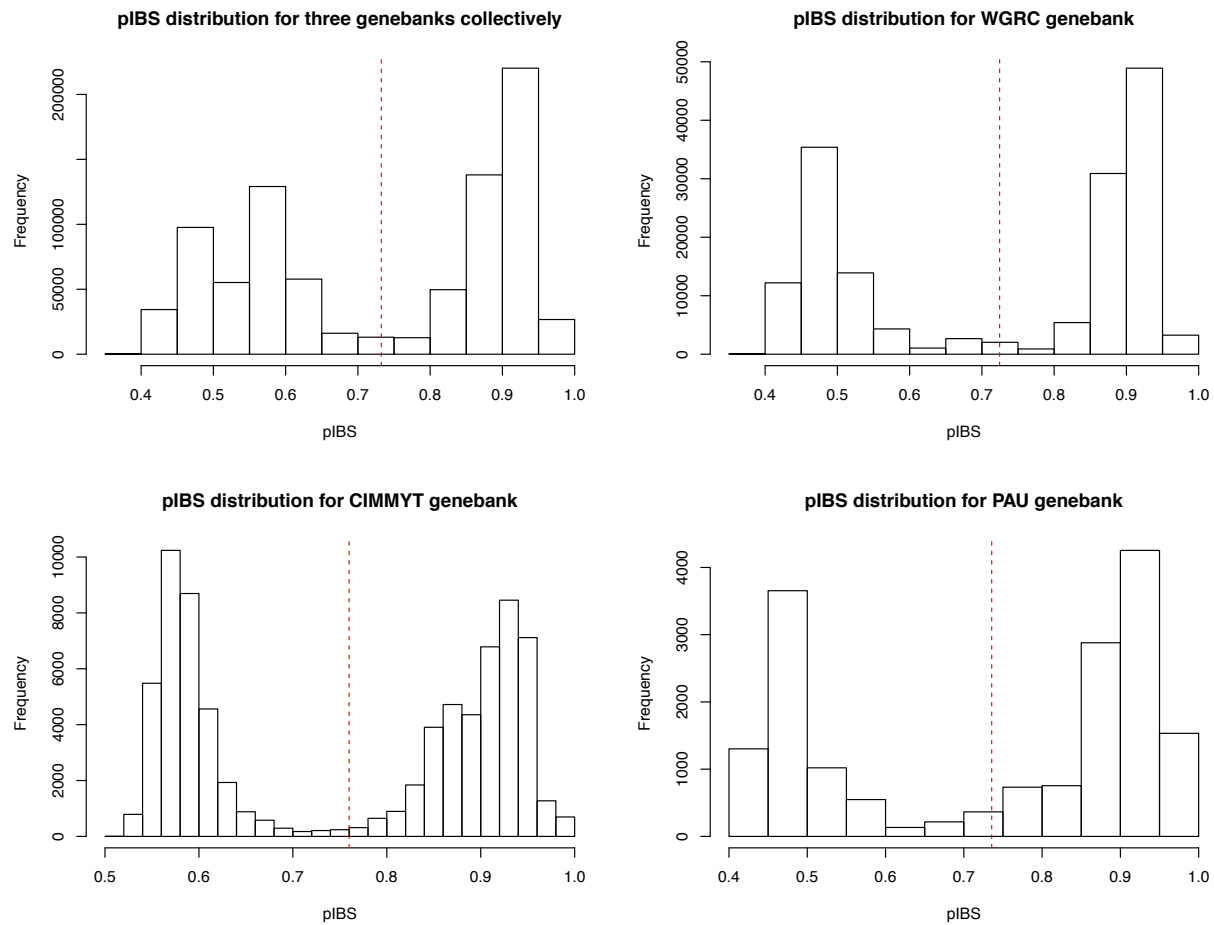 pIBS distribution for three genebanks collectively
Frequency
0
50000
100000
200000
0.4 0.5 0.6 0.7 0.8 0.9 1.0
pIBS
pIBS distribution for WGRC genebank
Frequency
0
10000
20000
30000
40000
50000
0.4 0.5 0.6 0.7 0.8 0.9 1.0
pIBS
pIBS distribution for CIMMYT genebank
Frequency
0
2000
4000
6000
8000
10000
0.5 0.6 0.7 0.8 0.9 1.0
pIBS
pIBS distribution for PAU genebank
Frequency
0
1000
2000
3000
4000
0.4 0.5 0.6 0.7 0.8 0.9 1.0
pIBS